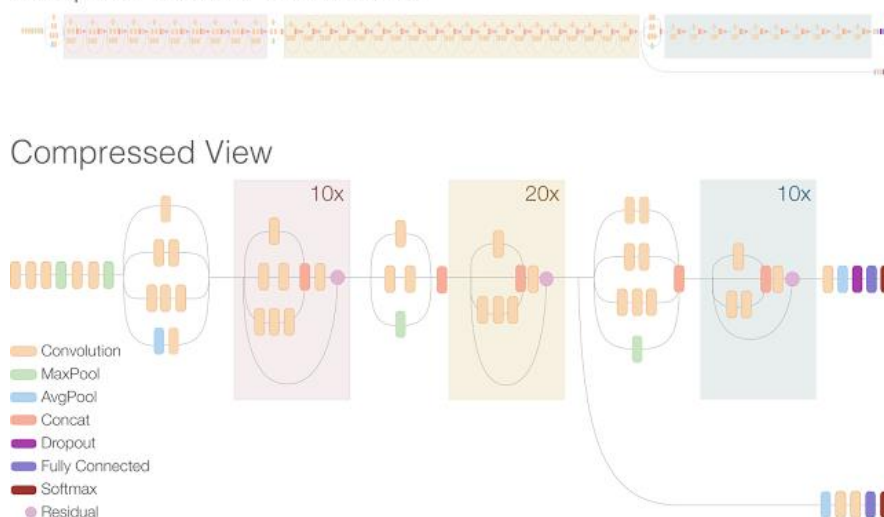 Compressed View
10x
20x
10x
Convolution
MaxPool
AvgPool
Concat
Dropout
Fully Connected
Softmax
Residual